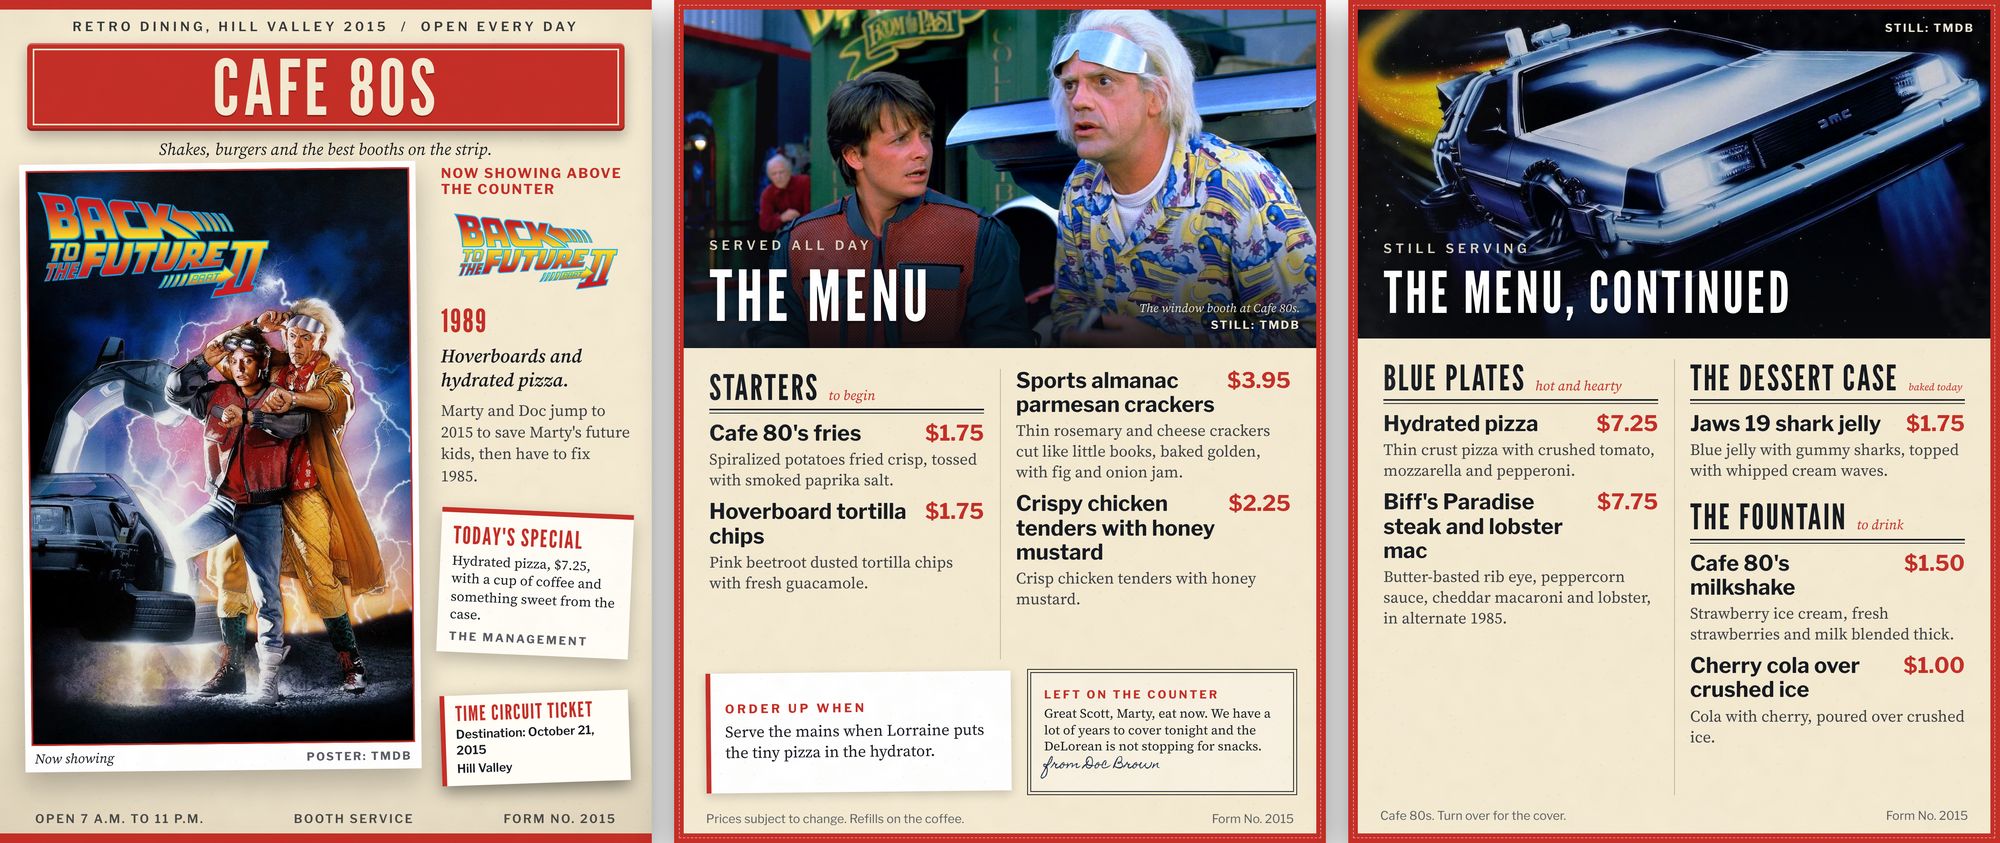 RETRO DINING, HILL VALLEY 2015 / OPEN EVERY DAY
CAFE 80S
Shakes, burgers and the best booths on the strip.
BACK
TO THE FUTURE
PART II
Now showing
POSTER: TMDB
NOW SHOWING ABOVE
THE COUNTER
BACK
TO THE FUTURE
PART II
1989
Hoverboards and
hydrated pizza.
Marty and Doc jump to
2015 to save Marty's future
kids, then have to fix
1985.
TODAY'S SPECIAL
Hydrated pizza, $7.25,
with a cup of coffee and
something sweet from the
case.
THE MANAGEMENT
TIME CIRCUIT TICKET
Destination: October 21,
2015
Hill Valley
OPEN 7 A.M. TO 11 P.M.
BOOTH SERVICE
FORM NO. 2015
FROM THE PAST
SERVED ALL DAY
THE MENU
The window booth at Cafe 80s.
STILL: TMDB
STARTERS to begin
Cafe 80's fries $1.75
Spiralized potatoes fried crisp, tossed
with smoked paprika salt.
Hoverboard tortilla $1.75
chips
Pink beetroot dusted tortilla chips
with fresh guacamole.
Sports almanac $3.95
parmesan crackers
Thin rosemary and cheese crackers
cut like little books, baked golden,
with fig and onion jam.
Crispy chicken $2.25
tenders with honey
mustard
Crisp chicken tenders with honey
mustard.
ORDER UP WHEN
Serve the mains when Lorraine puts
the tiny pizza in the hydrator.
LEFT ON THE COUNTER
Great Scott, Marty, eat now. We have a
lot of years to cover tonight and the
DeLorean is not stopping for snacks.
from Doc Brown
Prices subject to change. Refills on the coffee.
Form No. 2015
STILL: TMDB
DMC
STILL SERVING
THE MENU, CONTINUED
BLUE PLATES hot and hearty
Hydrated pizza $7.25
Thin crust pizza with crushed tomato,
mozzarella and pepperoni.
Biff's Paradise $7.75
steak and lobster
mac
Butter-basted rib eye, peppercorn
sauce, cheddar macaroni and lobster,
in alternate 1985.
THE DESSERT CASE baked today
Jaws 19 shark jelly $1.75
Blue jelly with gummy sharks, topped
with whipped cream waves.
THE FOUNTAIN to drink
Cafe 80's $1.50
milkshake
Strawberry ice cream, fresh
strawberries and milk blended thick.
Cherry cola over $1.00
crushed ice
Cola with cherry, poured over crushed
ice.
Cafe 80s. Turn over for the cover.
Form No. 2015